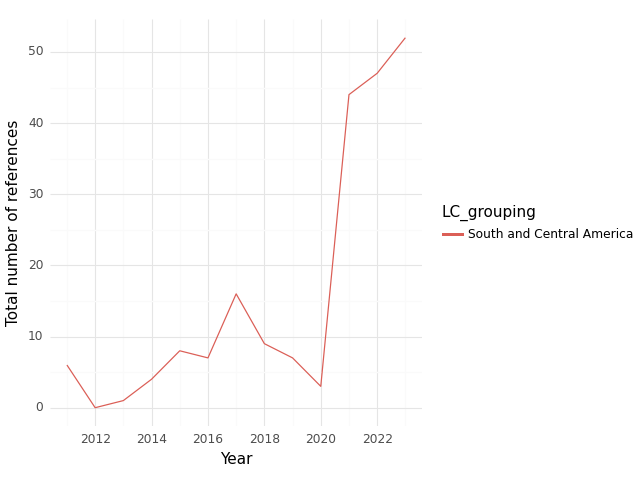 50
40
30
20
10
0
Total number of references
2012 2014 2016 2018 2020 2022
Year
LC_grouping
South and Central America